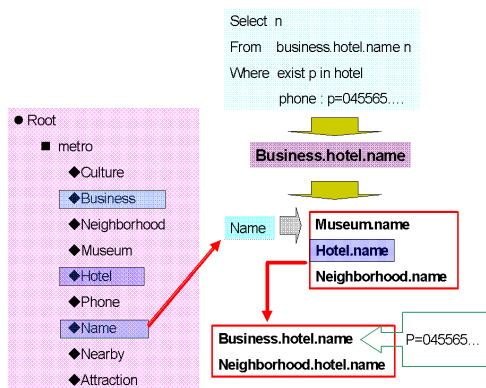 Select n
From business.hotel.name n
Where exist p in hotel
phone : p=045565....
Business.hotel.name
Root
metro
Culture
Business
Neighborhood
Museum
Hotel
Phone
Name
Nearby
Attraction
Name
Museum.name
Hotel.name
Neighborhood.name
Business.hotel.name
Neighborhood.hotel.name
P=045565...